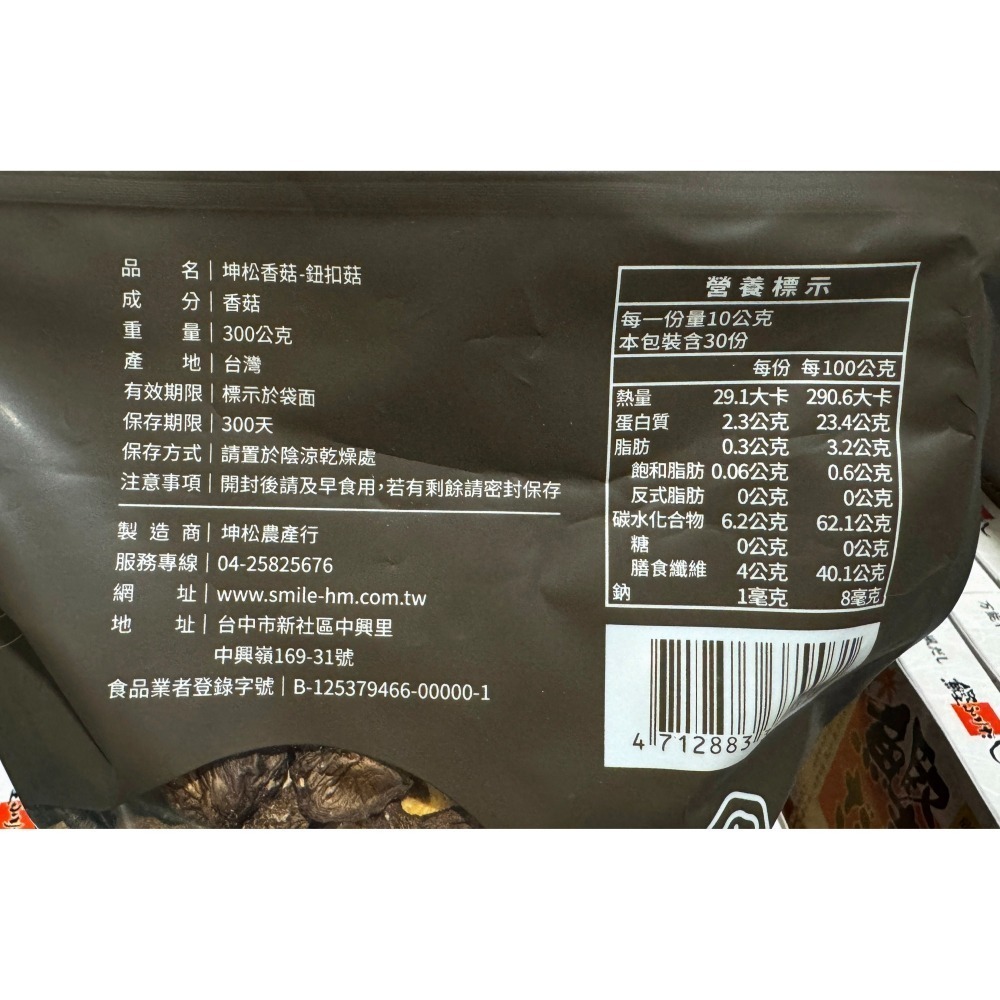 品 名｜坤松香菇-鈕扣菇
成 分｜香菇
重 量｜300公克
產 地｜台灣
有效期限｜標示於袋面
保存期限｜300天
保存方式｜請置於陰涼乾燥處
注意事項｜開封後請及早食用,若有剩餘請密封保存
製 造 商｜坤松農產行
服務專線｜04-25825676
網 址｜www.smile-hm.com.tw
地 址｜台中市新社區中興里
中興嶺169-31號
食品業者登錄字號｜B-125379466-00000-1
營養標示
每一份量10公克
本包裝含30份
每份 每100公克
熱量 29.1大卡 290.6大卡
蛋白質 2.3公克 23.4公克
脂肪 0.3公克 3.2公克
飽和脂肪 0.06公克 0.6公克
反式脂肪 0公克 0公克
碳水化合物 6.2公克 62.1公克
糖 0公克 0公克
膳食纖維 4公克 40.1公克
鈉 1毫克 8毫克
4 712883